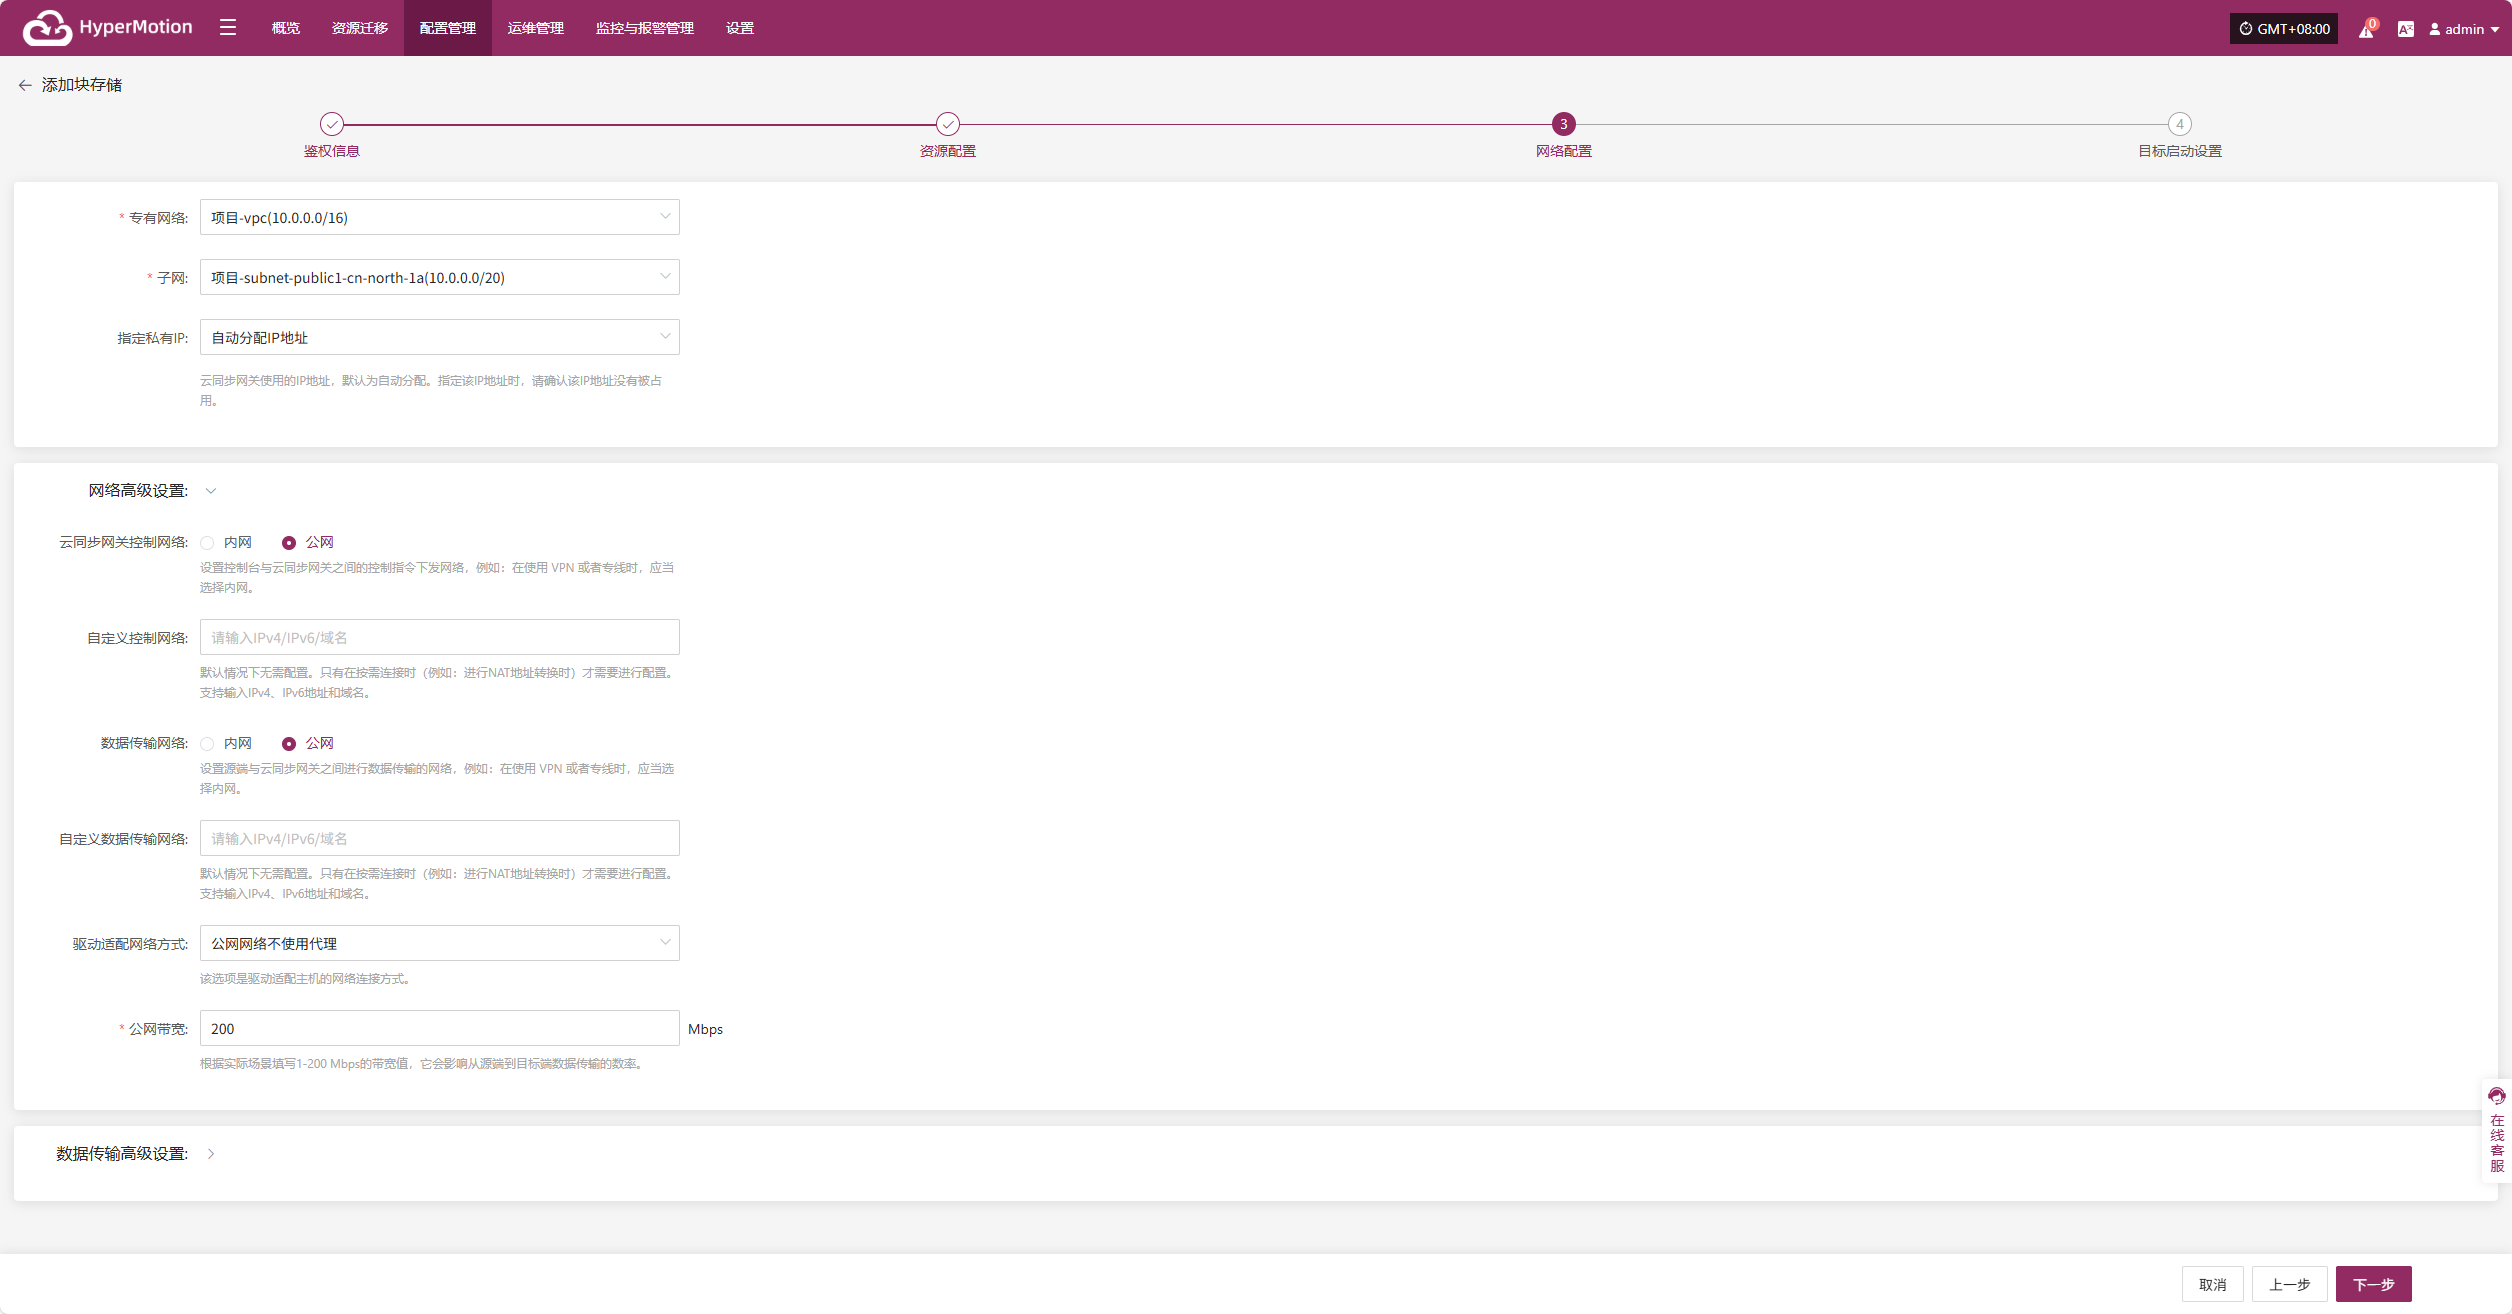 HyperMotion
概览
资源迁移
配置管理
运维管理
监控与报警管理
设置
GMT+08:00
0
admin
添加块存储
3
4
鉴权信息
资源配置
网络配置
目标启动设置
* 专有网络: 项目-vpc(10.0.0.0/16)
* 子网: 项目-subnet-public1-cn-north-1a(10.0.0.0/20)
指定私有IP: 自动分配IP地址
云同步网关使用的IP地址，默认为自动分配。指定该IP地址时，请确认该IP地址没有被占
用。
网络高级设置:
云同步网关控制网络: 内网 公网
设置控制台与云同步网关之间的控制指令下发网络，例如：在使用 VPN 或者专线时，应当
选择内网。
自定义控制网络: 请输入IPv4/IPv6/域名
默认情况下无需配置。只有在按需连接时（例如：进行NAT地址转换时）才需要进行配置。
支持输入IPv4、IPv6地址和域名。
数据传输网络: 内网 公网
设置源端与云同步网关之间进行数据传输的网络，例如：在使用 VPN 或者专线时，应当选
择内网。
自定义数据传输网络: 请输入IPv4/IPv6/域名
默认情况下无需配置。只有在按需连接时（例如：进行NAT地址转换时）才需要进行配置。
支持输入IPv4、IPv6地址和域名。
驱动适配网络方式: 公网网络不使用代理
该选项是驱动适配主机的网络连接方式。
* 公网带宽: 200 Mbps
根据实际场景填写1-200 Mbps的带宽值，它会影响从源端到目标端数据传输的数率。
数据传输高级设置:
在线客服
取消
上一步
下一步